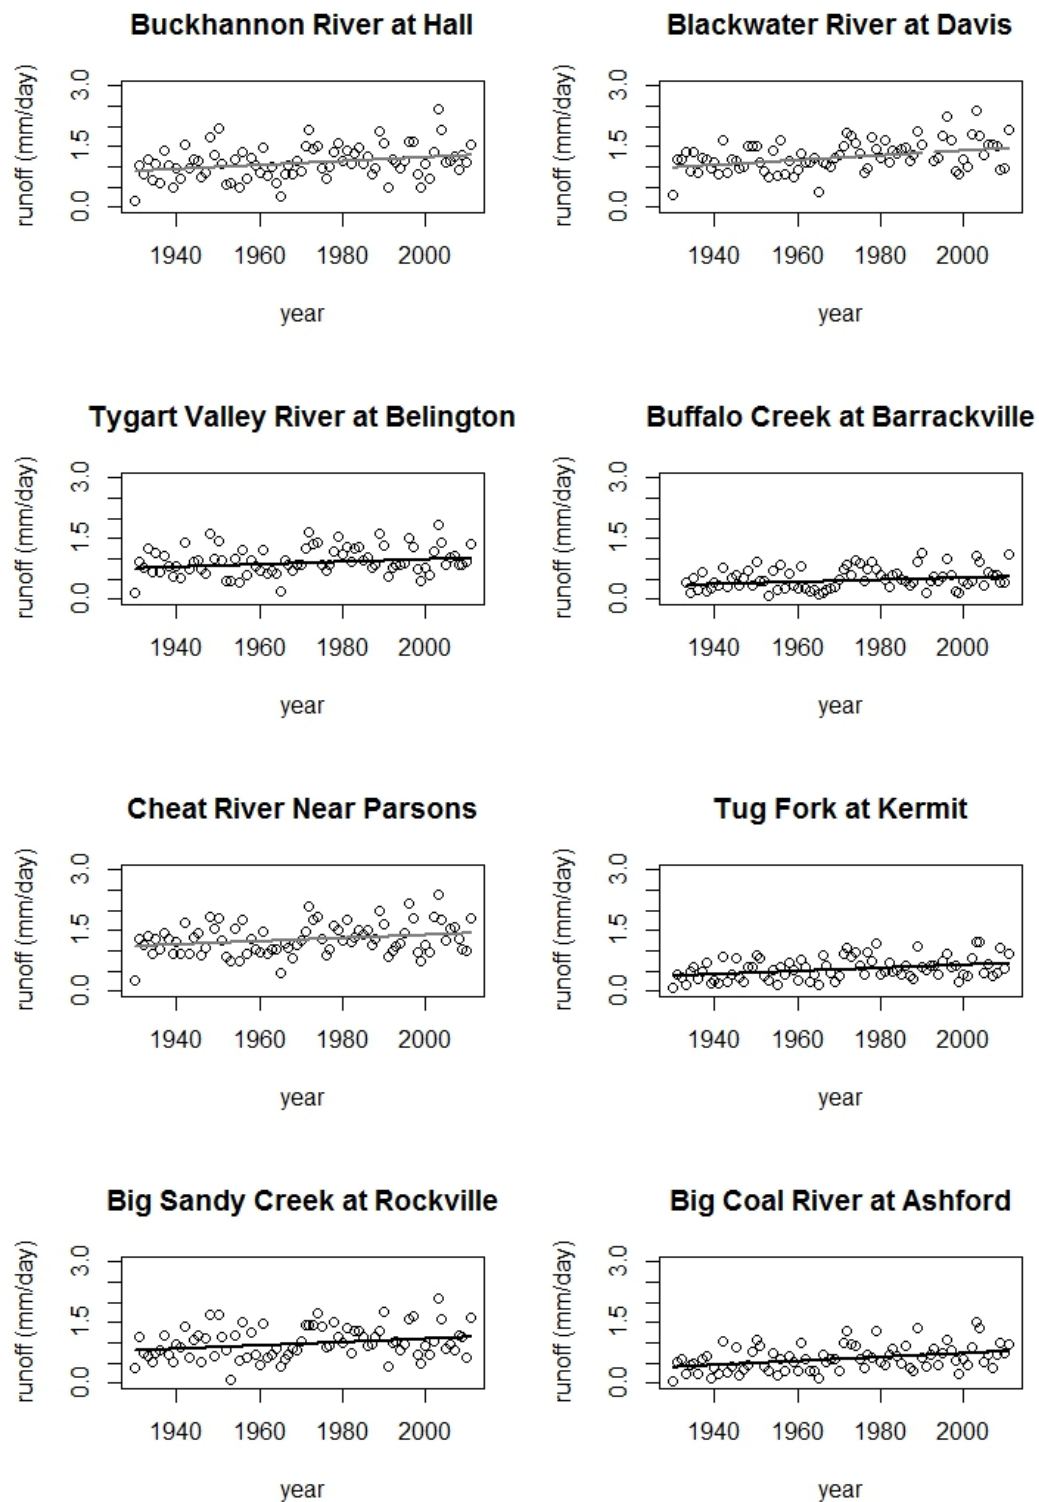 Buckhannon River at Hall
runoff (mm/day)
3.0
1.5
0.0
1940 1960 1980 2000
year
Blackwater River at Davis
runoff (mm/day)
3.0
1.5
0.0
1940 1960 1980 2000
year
Tygart Valley River at Belington
runoff (mm/day)
3.0
1.5
0.0
1940 1960 1980 2000
year
Buffalo Creek at Barrackville
runoff (mm/day)
3.0
1.5
0.0
1940 1960 1980 2000
year
Cheat River Near Parsons
runoff (mm/day)
3.0
1.5
0.0
1940 1960 1980 2000
year
Tug Fork at Kermit
runoff (mm/day)
3.0
1.5
0.0
1940 1960 1980 2000
year
Big Sandy Creek at Rockville
runoff (mm/day)
3.0
1.5
0.0
1940 1960 1980 2000
year
Big Coal River at Ashford
runoff (mm/day)
3.0
1.5
0.0
1940 1960 1980 2000
year